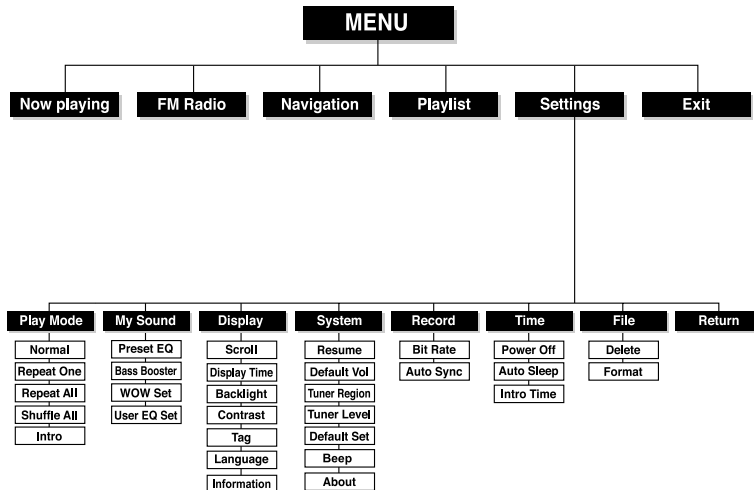 MENU
Now playing
FM Radio
Navigation
Playlist
Settings
Exit
Play Mode
Normal
Repeat One
Repeat All
Shuffle All
Intro
My Sound
Preset EQ
Bass Booster
WOW Set
User EQ Set
Display
Scroll
Display Time
Backlight
Contrast
Tag
Language
Information
System
Resume
Default Vol
Tuner Region
Tuner Level
Default Set
Beep
About
Record
Bit Rate
Auto Sync
Time
Power Off
Auto Sleep
Intro Time
File
Delete
Format
Return